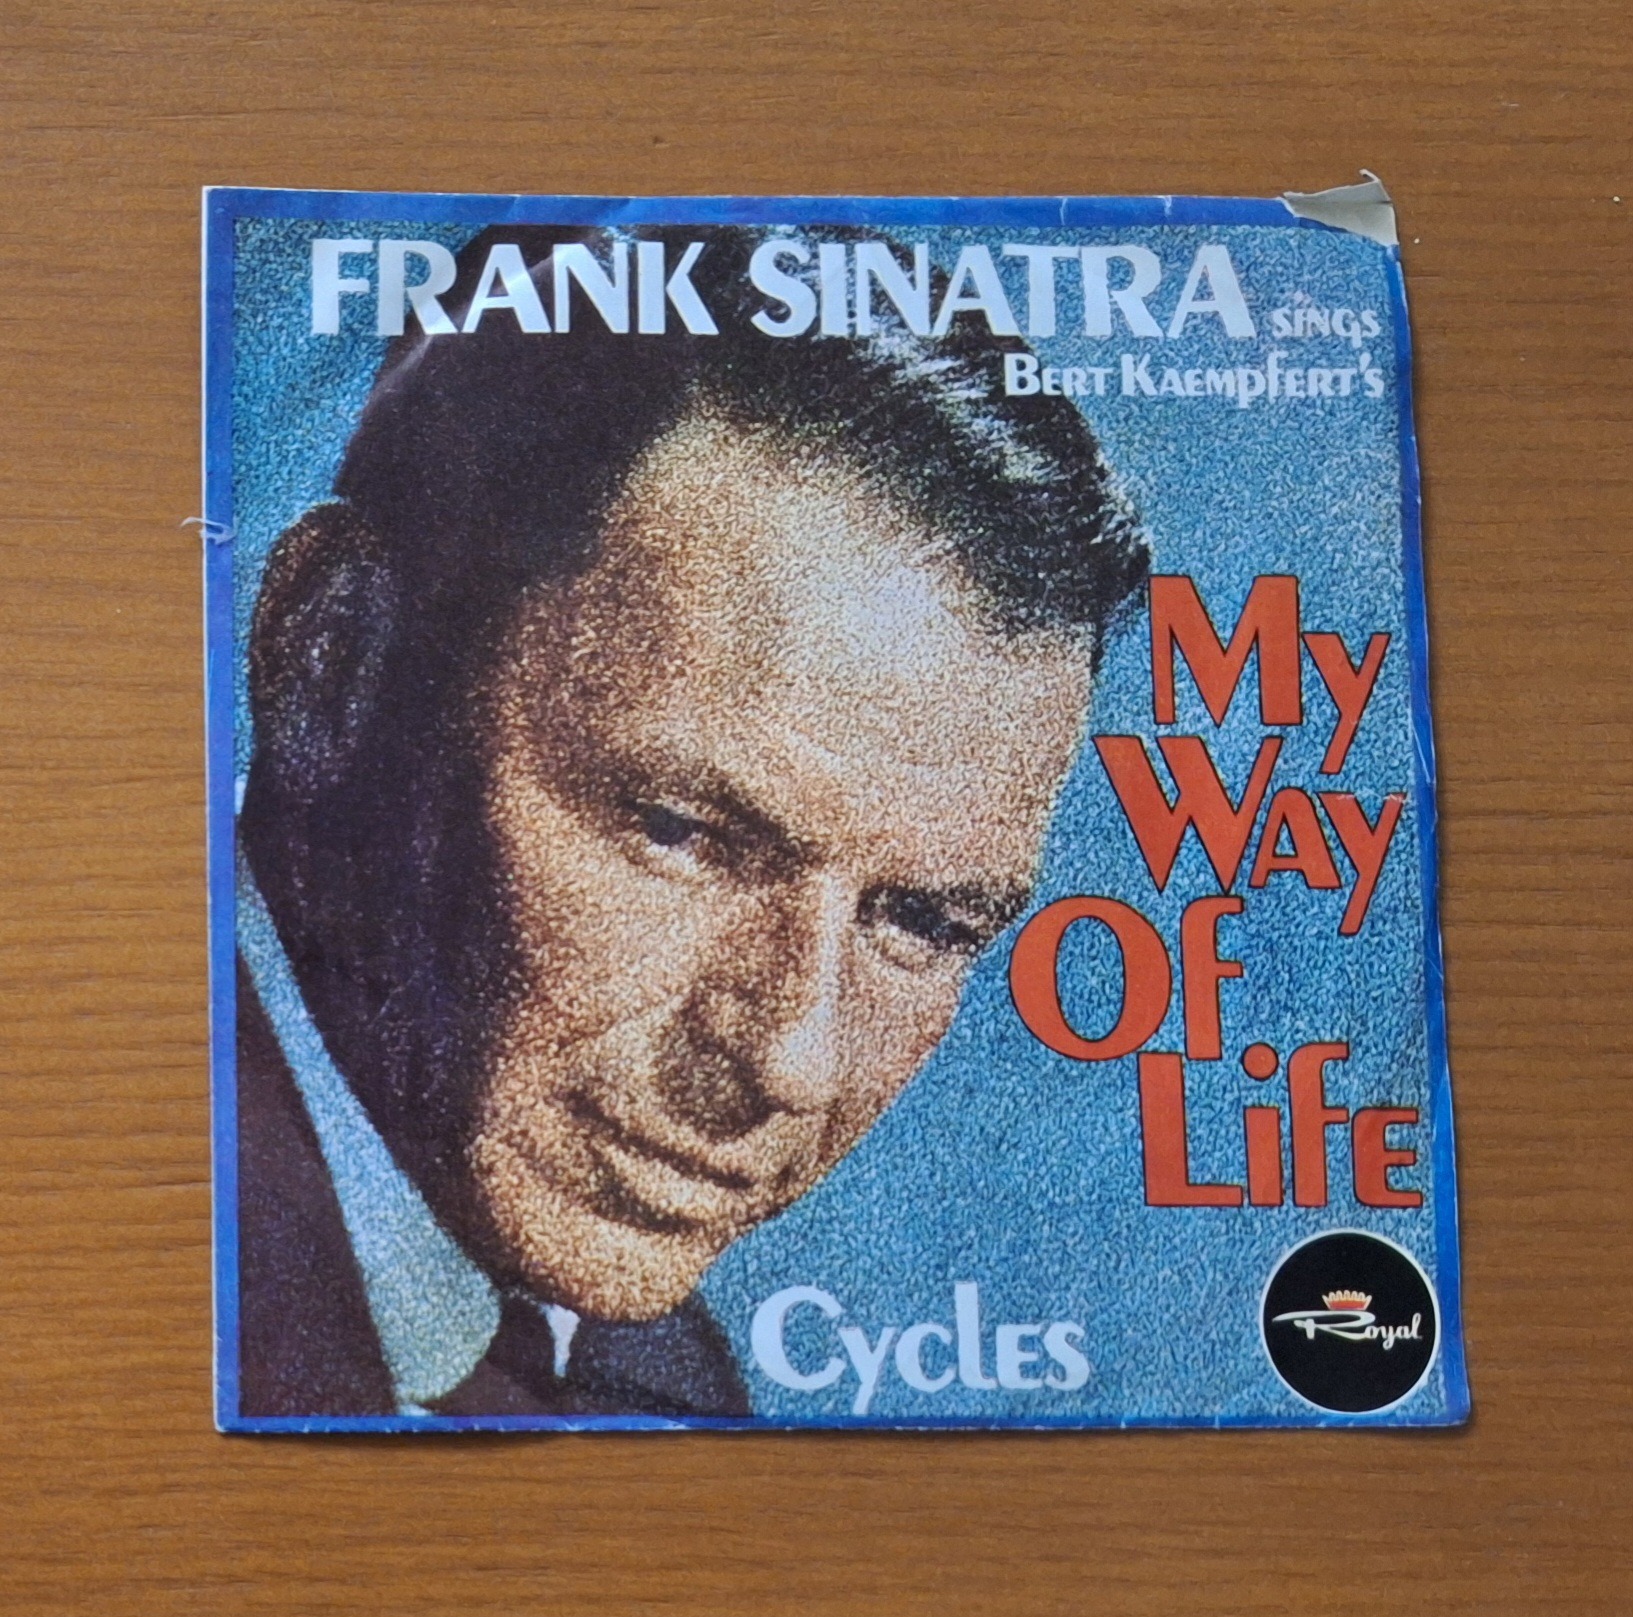 FRANK SINATRA SINGS
BERT KAEMPFERT'S
My
WAy
Of
LifE
CyclES
Royal